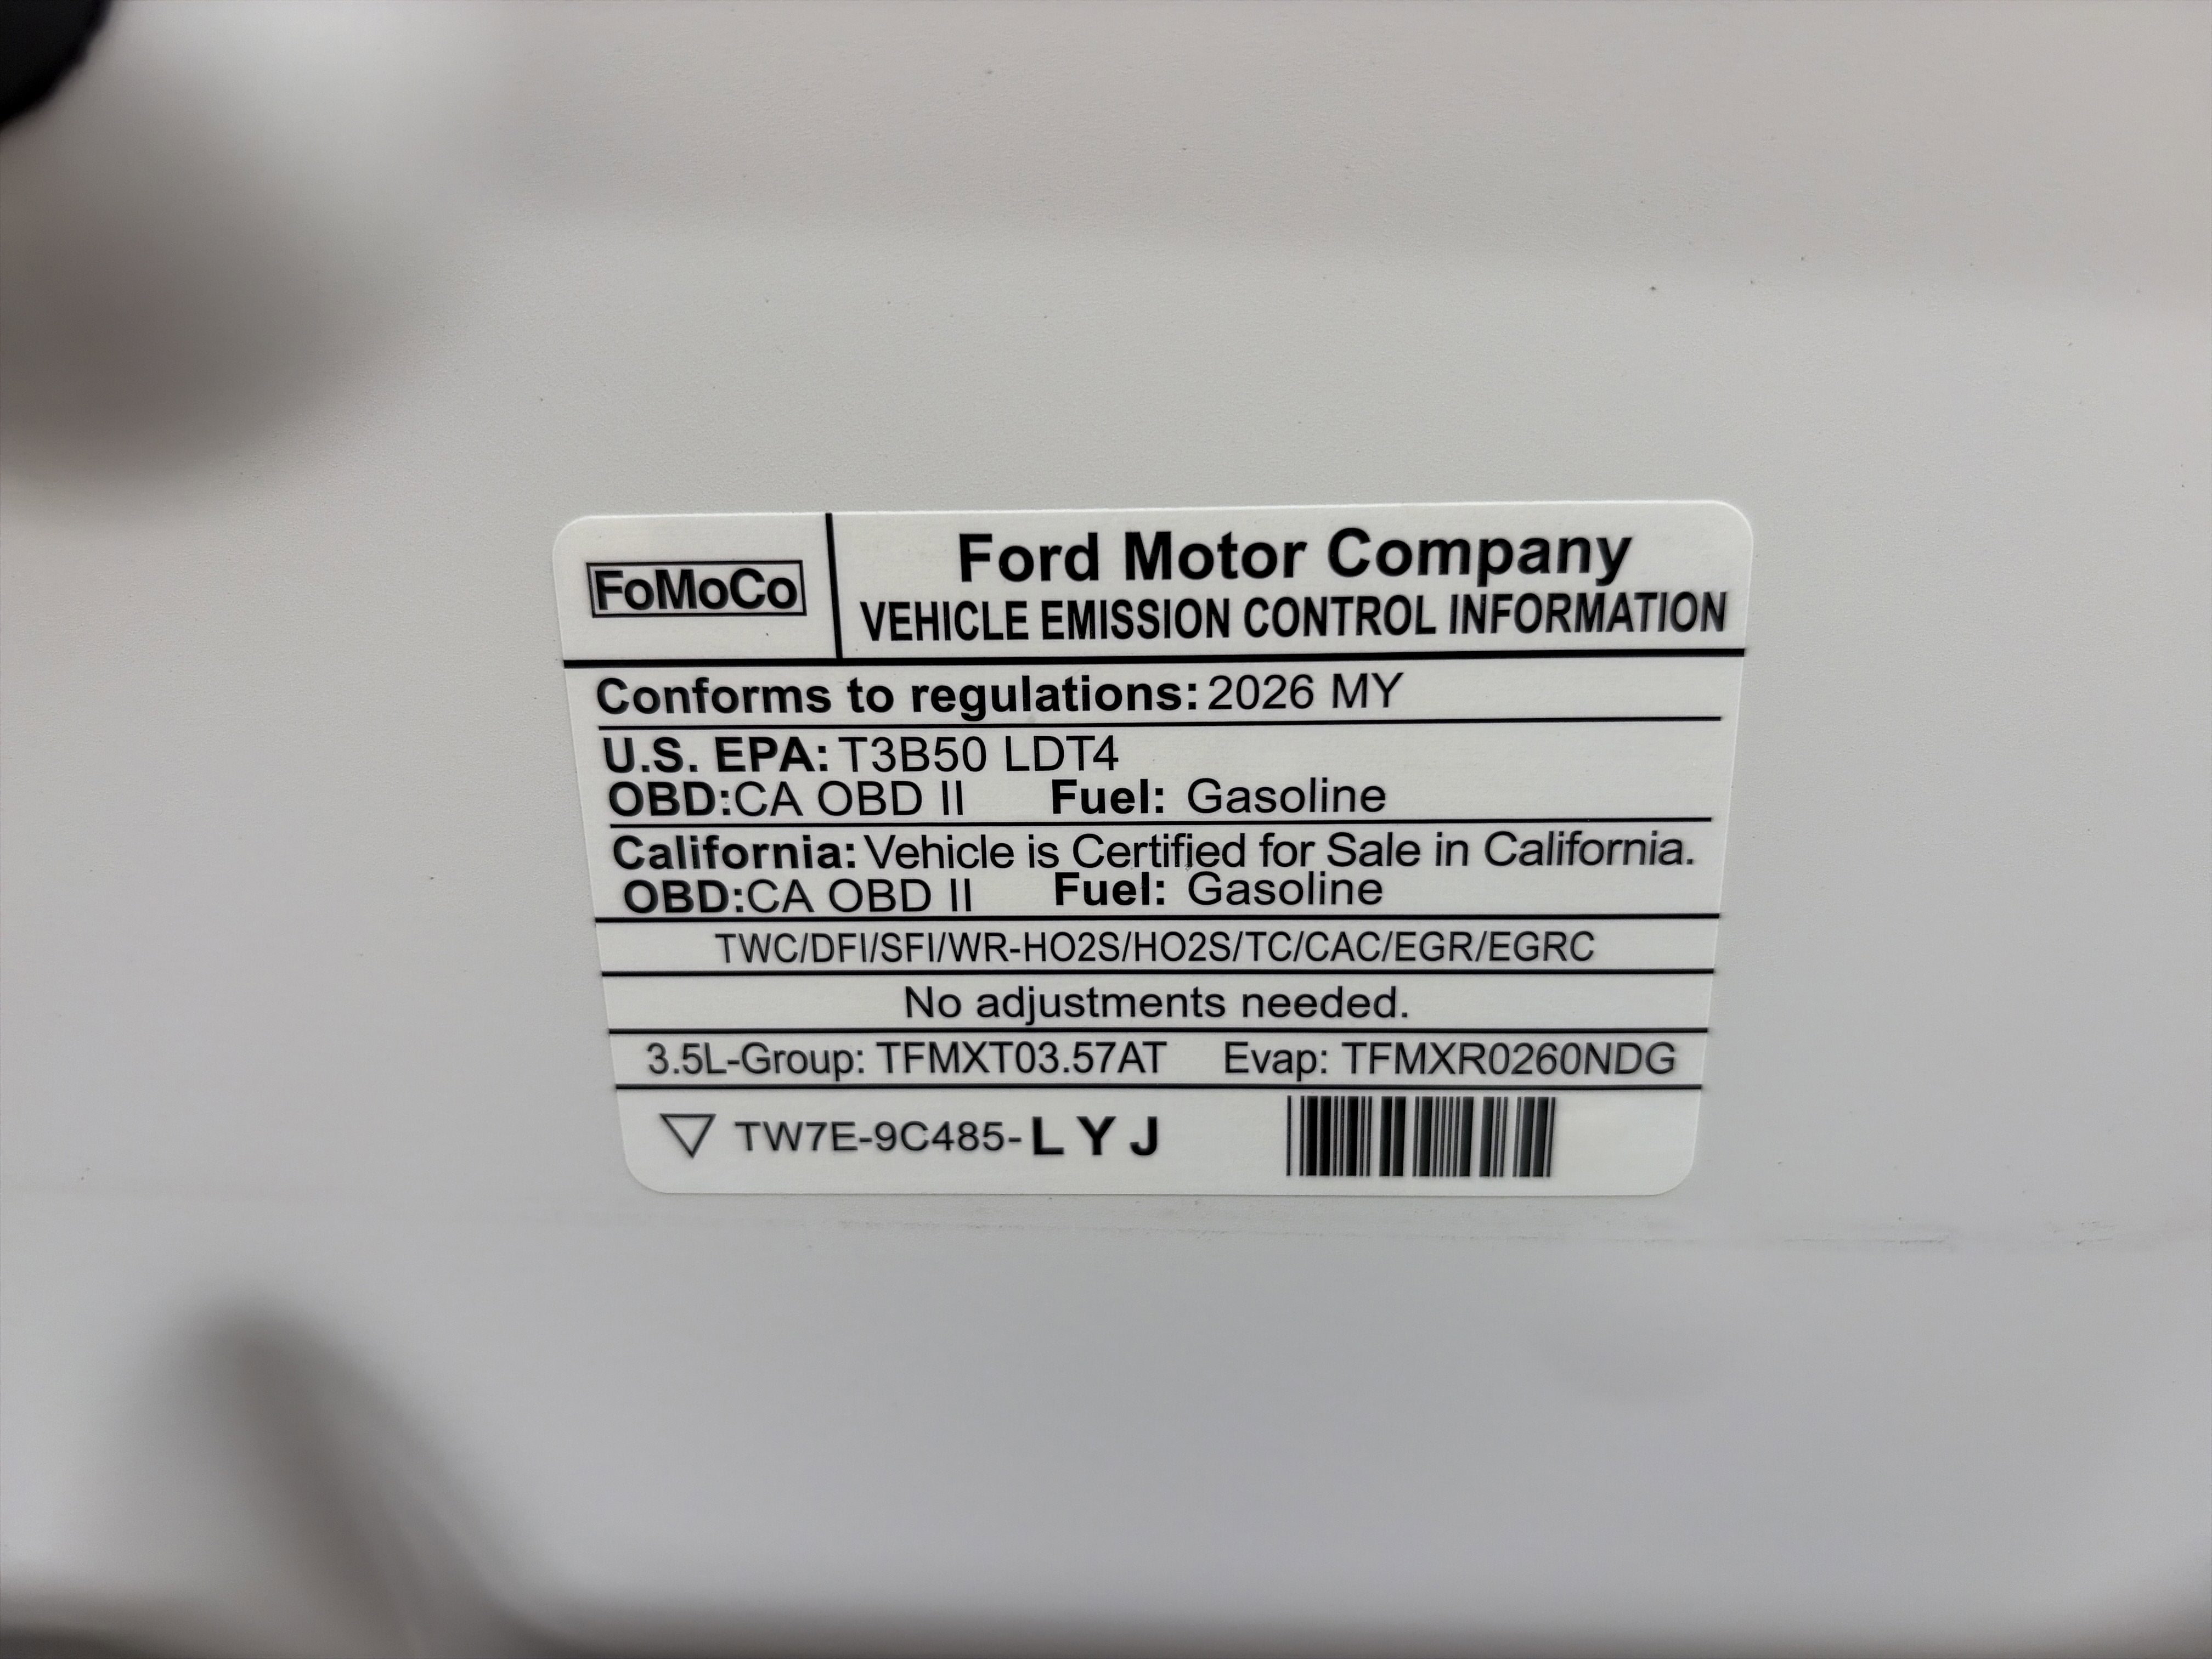 FoMoCo
Ford Motor Company
VEHICLE EMISSION CONTROL INFORMATION
Conforms to regulations: 2026 MY
U.S. EPA: T3B50 LDT4
OBD:CA OBD II Fuel: Gasoline
California: Vehicle is Certified for Sale in California.
OBD:CA OBD II Fuel: Gasoline
TWC/DFI/SFI/WR-HO2S/HO2S/TC/CAC/EGR/EGRC
No adjustments needed.
3.5L-Group: TFMXT03.57AT Evap: TFMXR0260NDG
TW7E-9C485-L Y J